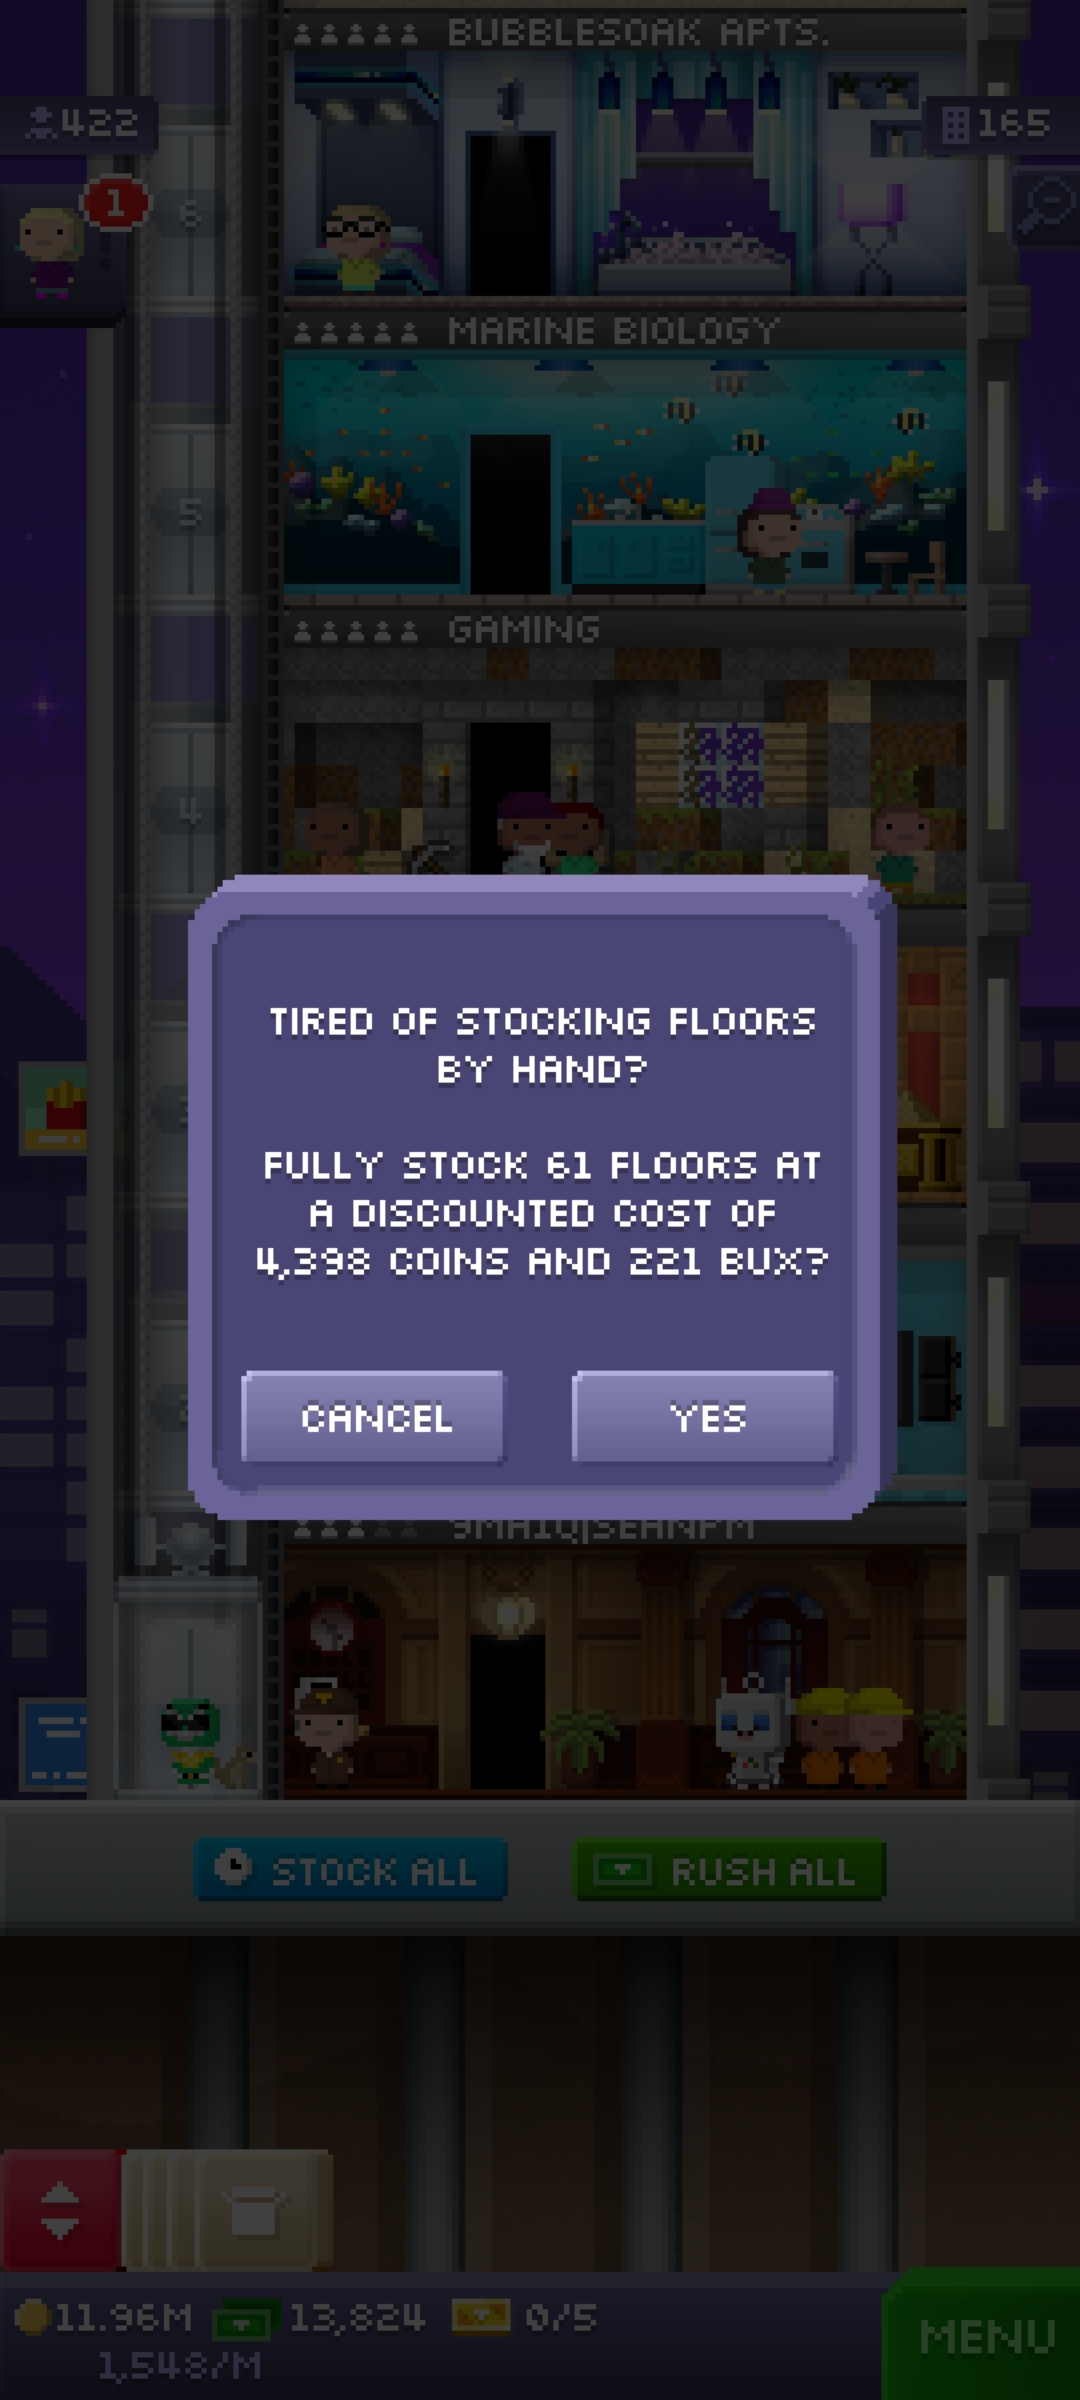 BUBBLESOAK APTS.
422
165
1
6
MARINE BIOLOGY
5
GAMING
4
TIRED OF STOCKING FLOORS
BY HAND?
FULLY STOCK 61 FLOORS AT
A DISCOUNTED COST OF
4,398 COINS AND 221 BUX?
CANCEL
YES
STOCK ALL
RUSH ALL
11.96M
13,824
0/5
1,548/M
MENU